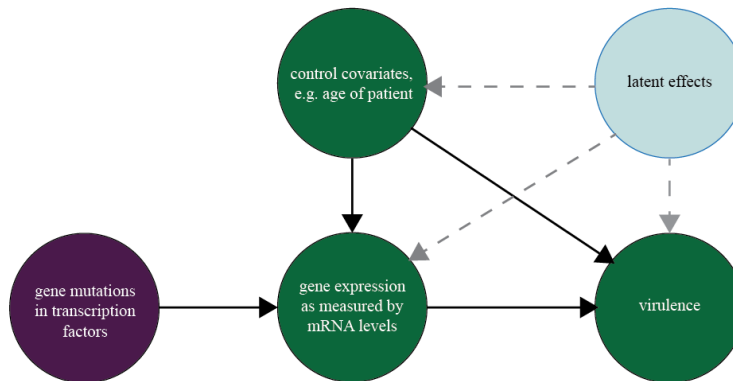 control covariates,
e.g. age of patient
latent effects
gene mutations
in transcription
factors
gene expression
as measured by
mRNA levels
virulence